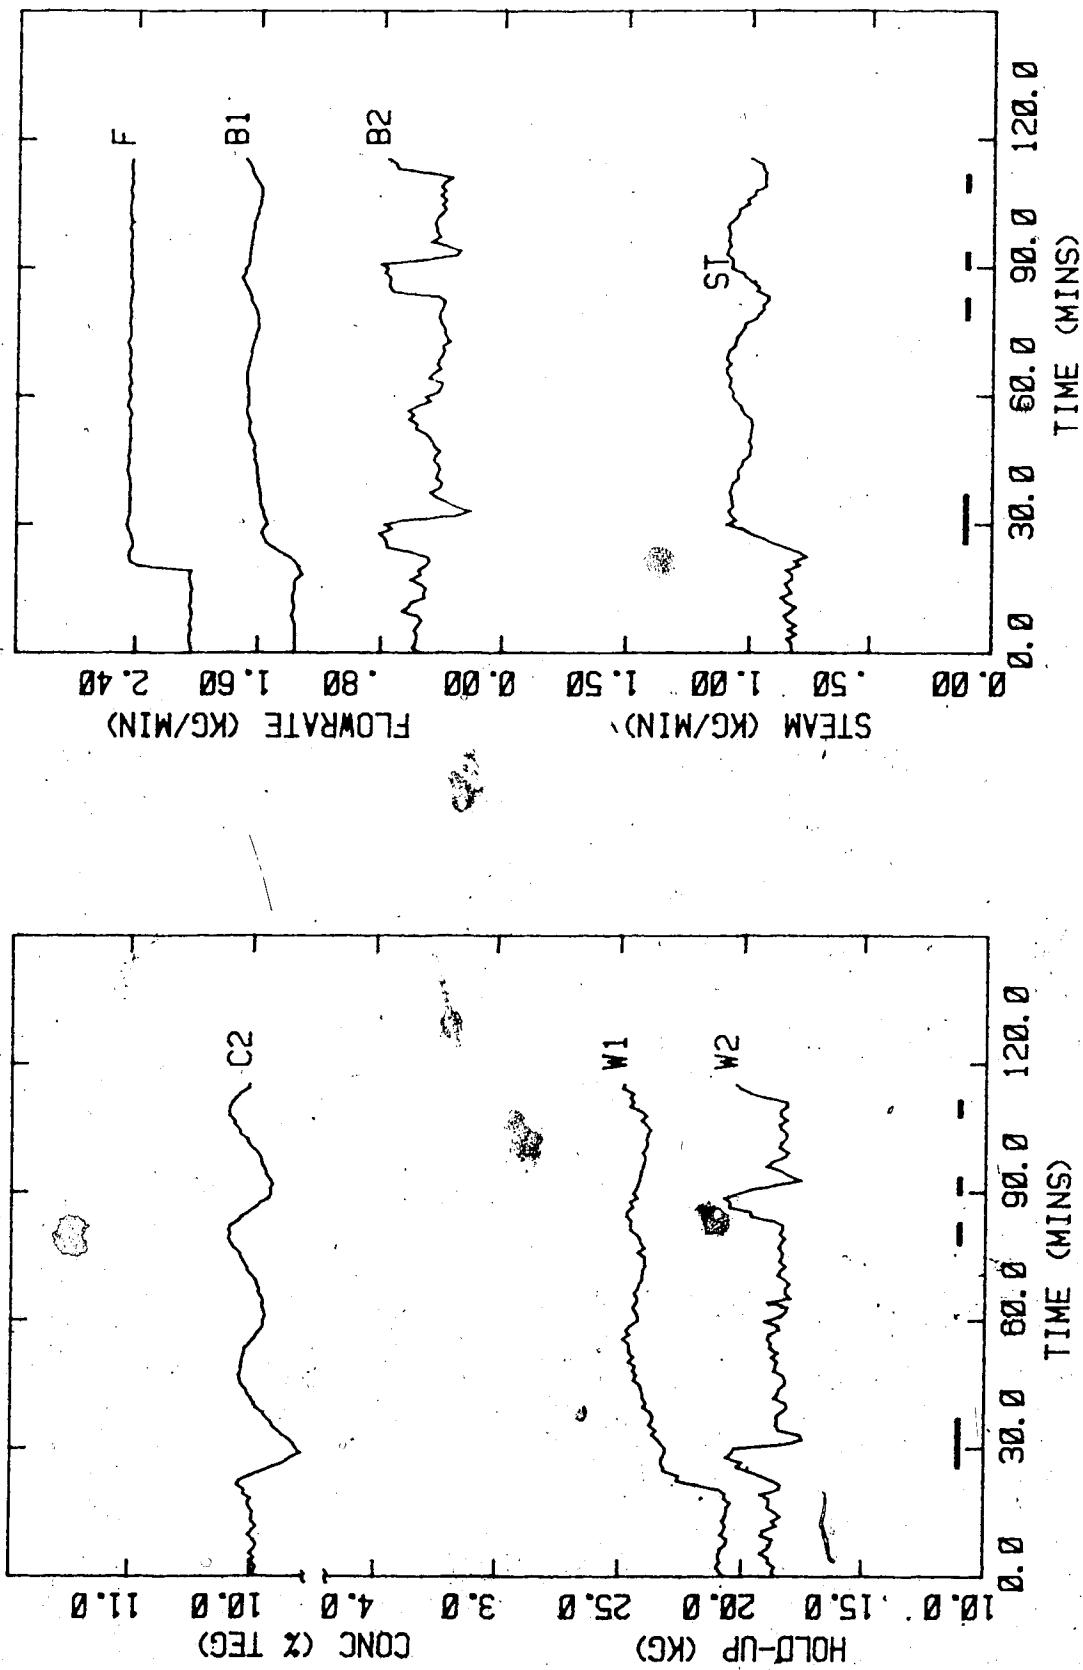 F
B1
B2
ST
2.40
1.60
.80
0.00
1.50
1.00
.50
0.00
FLOWRATE (KG/MIN)
STEAM (KG/MIN)
0.0 30.0 60.0 90.0 120.0
TIME (MINS)
C2
W1
W2
11.0
10.0
4.0
3.0
25.0
20.0
15.0
10.0
CONC (% TEG)
HOLD-UP (KG)
0.0 30.0 60.0 90.0 120.0
TIME (MINS)